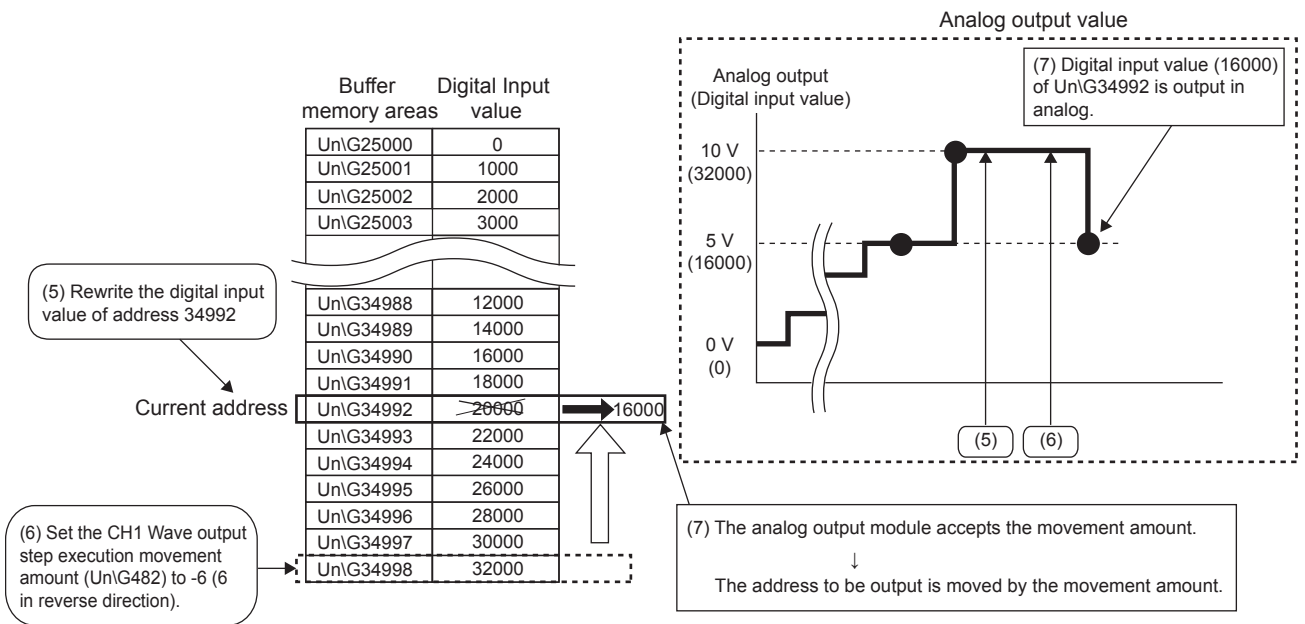 Analog output value
Buffer
memory areas
Digital Input
value
Un\G25000 0
Un\G25001 1000
Un\G25002 2000
Un\G25003 3000
Un\G34988 12000
Un\G34989 14000
Un\G34990 16000
Un\G34991 18000
Current address
Un\G34992 20000 16000
Un\G34993 22000
Un\G34994 24000
Un\G34995 26000
Un\G34996 28000
Un\G34997 30000
Un\G34998 32000
(5) Rewrite the digital input
value of address 34992
(6) Set the CH1 Wave output
step execution movement
amount (Un\G482) to -6 (6
in reverse direction).
Analog output
(Digital input value)
10 V
(32000)
5 V
(16000)
0 V
(0)
(5)
(6)
(7) Digital input value (16000)
of Un\G34992 is output in
analog.
(7) The analog output module accepts the movement amount.
↓
The address to be output is moved by the movement amount.